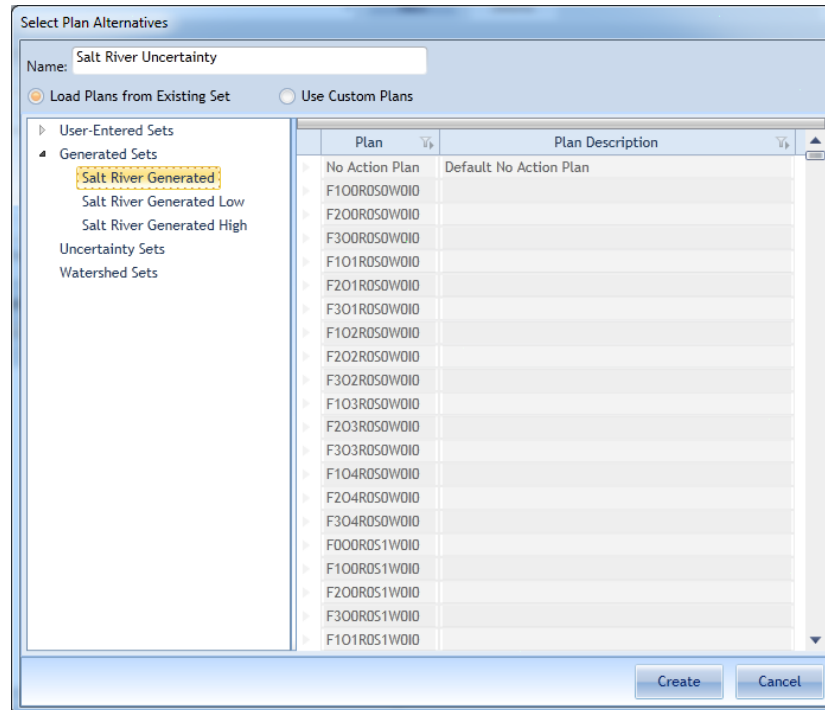 Select Plan Alternatives
Name: Salt River Uncertainty
Load Plans from Existing Set Use Custom Plans
User-Entered Sets
Generated Sets
Salt River Generated
Salt River Generated Low
Salt River Generated High
Uncertainty Sets
Watershed Sets
Plan Plan Description
No Action Plan Default No Action Plan
F1O0R0S0W0I0
F2O0R0S0W0I0
F3O0R0S0W0I0
F1O1R0S0W0I0
F2O1R0S0W0I0
F3O1R0S0W0I0
F1O2R0S0W0I0
F2O2R0S0W0I0
F3O2R0S0W0I0
F1O3R0S0W0I0
F2O3R0S0W0I0
F3O3R0S0W0I0
F1O4R0S0W0I0
F2O4R0S0W0I0
F3O4R0S0W0I0
F0O0R0S1W0I0
F1O0R0S1W0I0
F2O0R0S1W0I0
F3O0R0S1W0I0
F1O1R0S1W0I0
Create Cancel